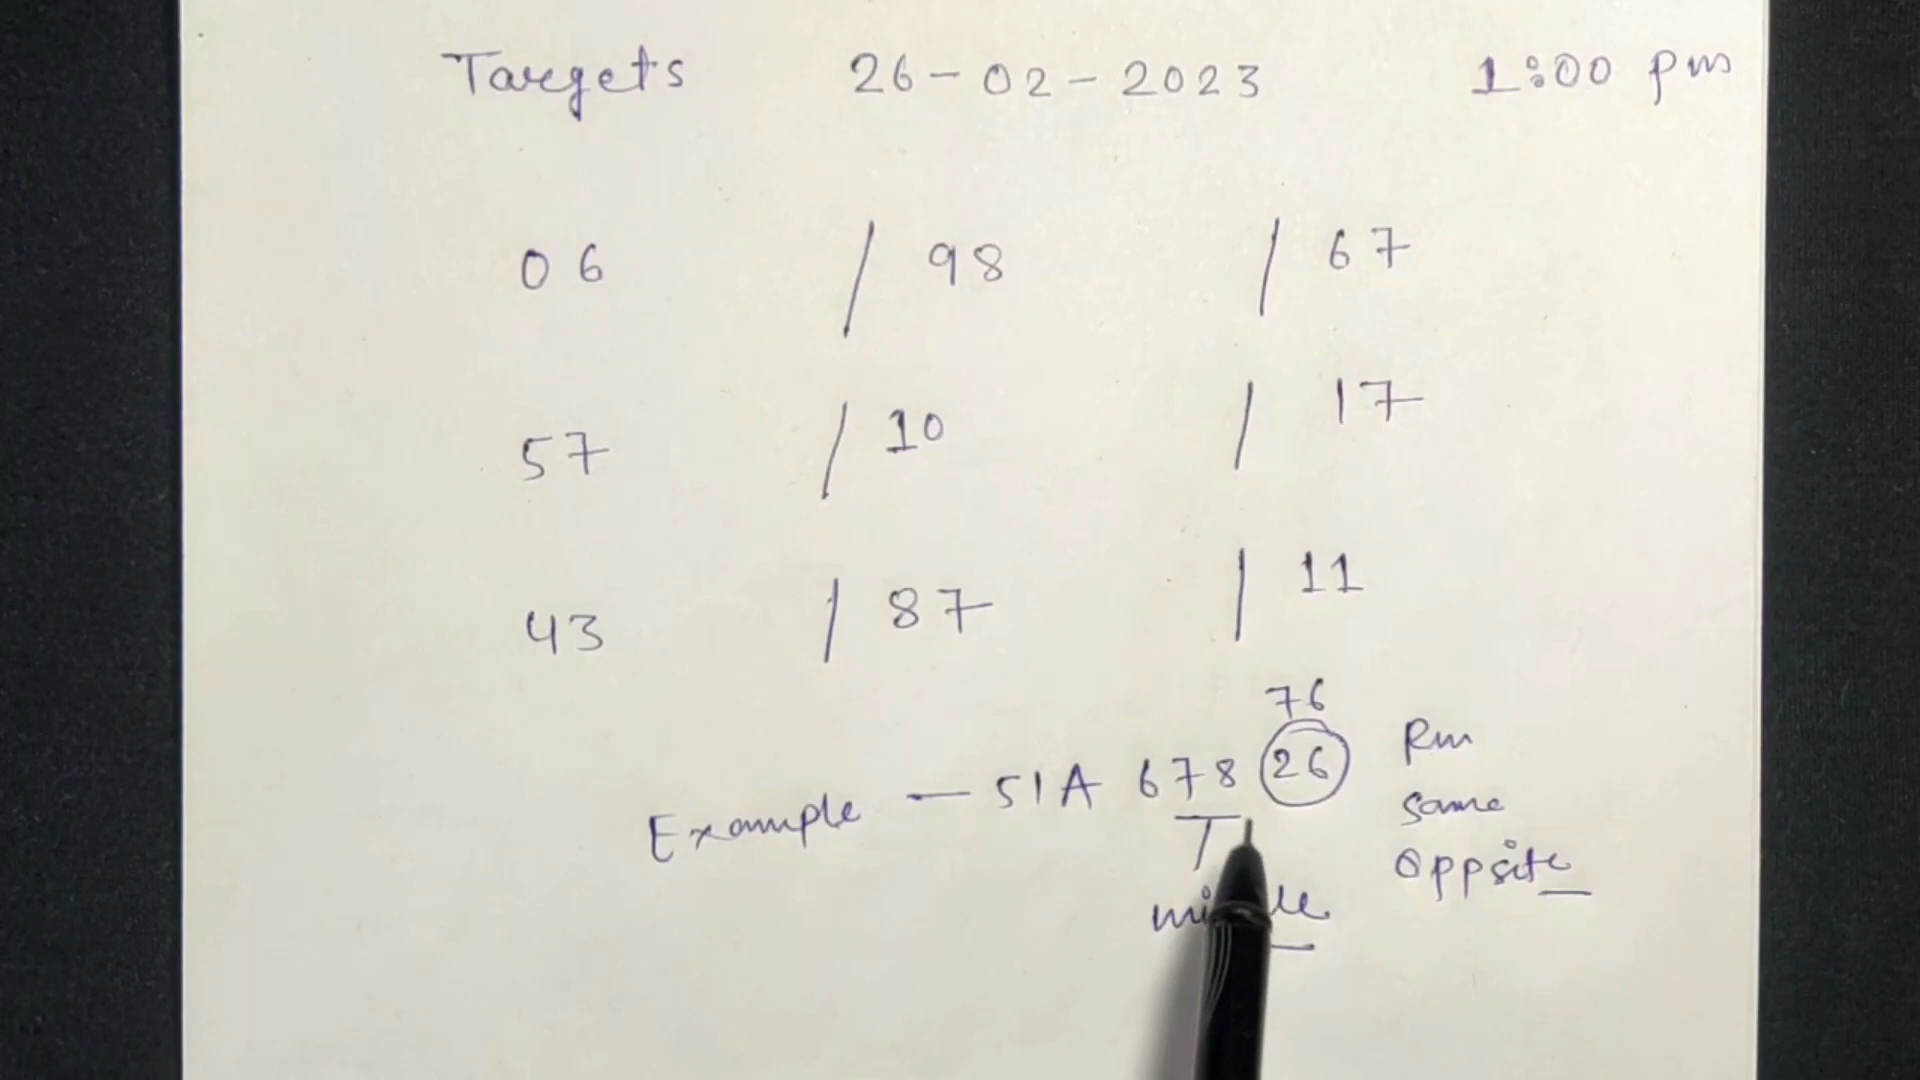 Targets 26-02-2023 1:00 pm
06 / 98 / 67
57 / 10 / 17
43 / 87 / 11
76
Example - 51A 678 26
Rm
same
oppsite